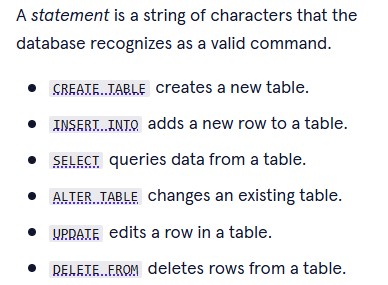 A statement is a string of characters that the
database recognizes as a valid command.
• CREATE TABLE creates a new table.
• INSERT INTO adds a new row to a table.
• SELECT queries data from a table.
• ALTER TABLE changes an existing table.
• UPDATE edits a row in a table.
• DELETE FROM deletes rows from a table.